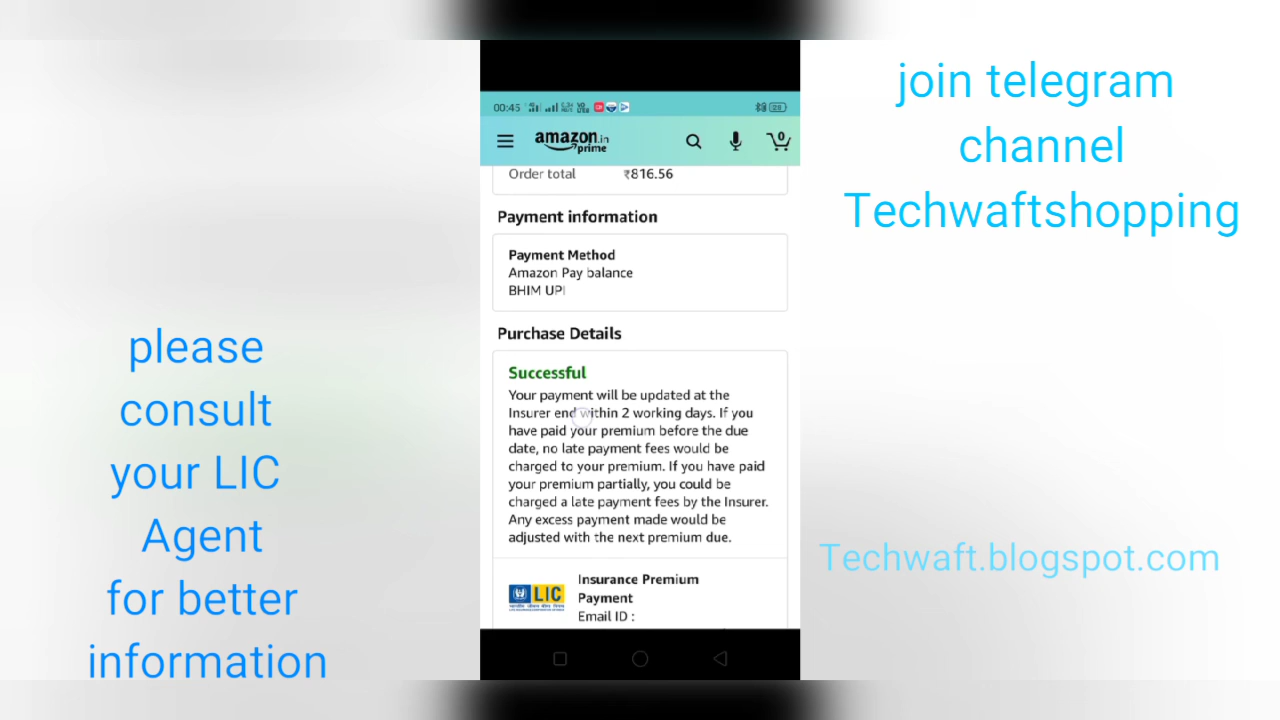 please
consult
your LIC
Agent
for better
information
00:45
amazon.in
prime
0
Order total ₹816.56
Payment information
Payment Method
Amazon Pay balance
BHIM UPI
Purchase Details
Successful
Your payment will be updated at the
Insurer end within 2 working days. If you
have paid your premium before the due
date, no late payment fees would be
charged to your premium. If you have paid
your premium partially, you could be
charged a late payment fees by the Insurer.
Any excess payment made would be
adjusted with the next premium due.
LIC
Insurance Premium
Payment
Email ID :
join telegram
channel
Techwaftshopping
Techwaft.blogspot.com